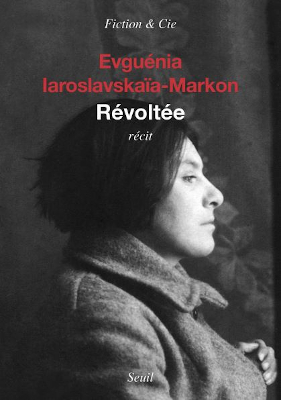 Fiction & Cie
Evguénia
Iaroslavskaïa-Markon
Révoltée
récit
Seuil